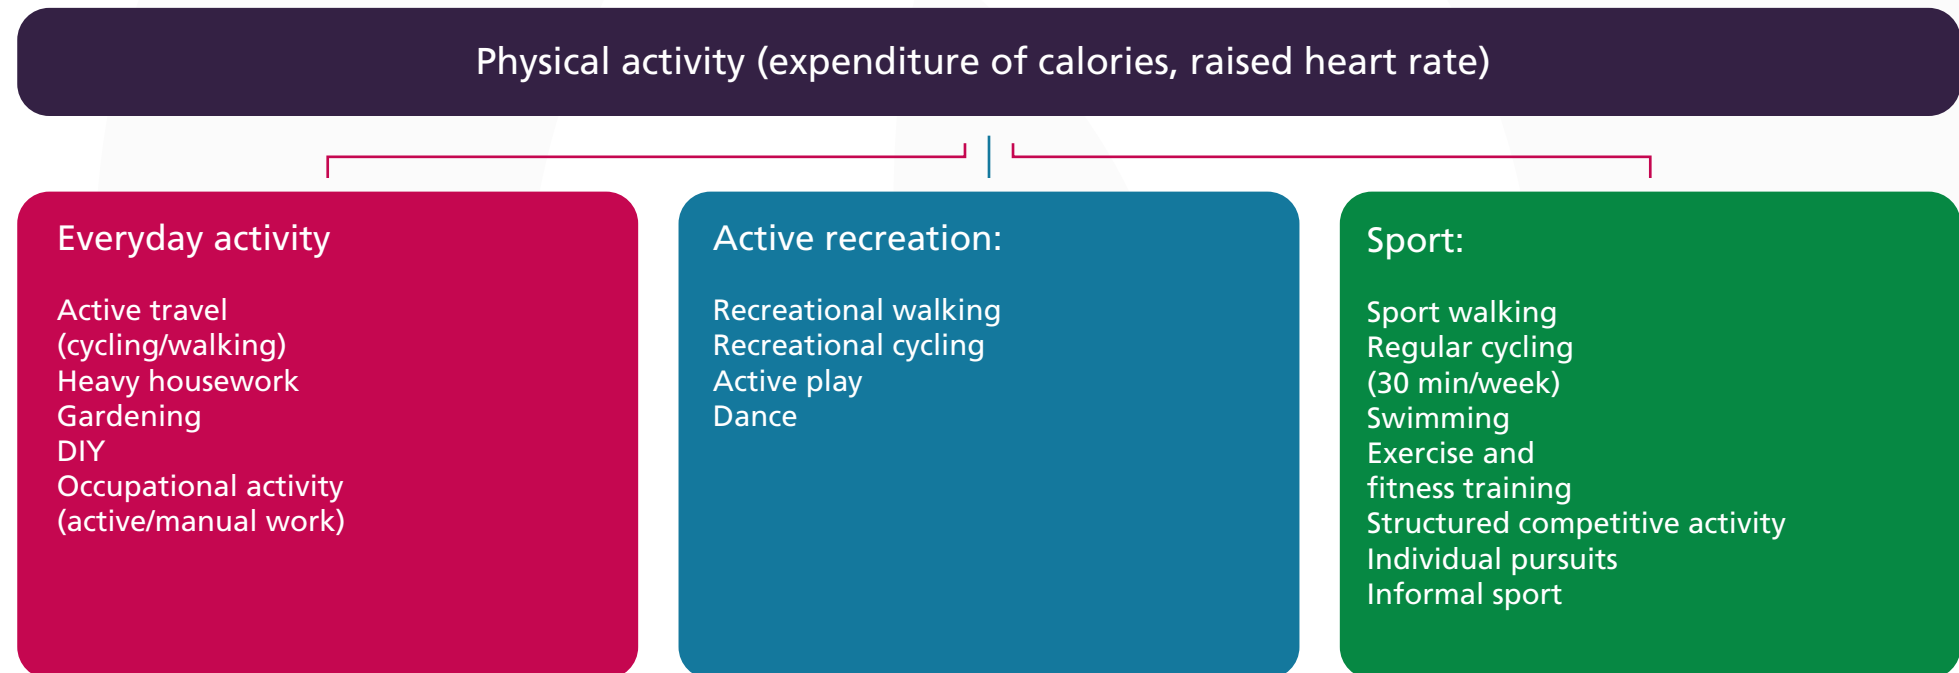 Physical activity (expenditure of calories, raised heart rate)
Everyday activity
Active travel
(cycling/walking)
Heavy housework
Gardening
DIY
Occupational activity
(active/manual work)
Active recreation:
Recreational walking
Recreational cycling
Active play
Dance
Sport:
Sport walking
Regular cycling
(30 min/week)
Swimming
Exercise and
fitness training
Structured competitive activity
Individual pursuits
Informal sport